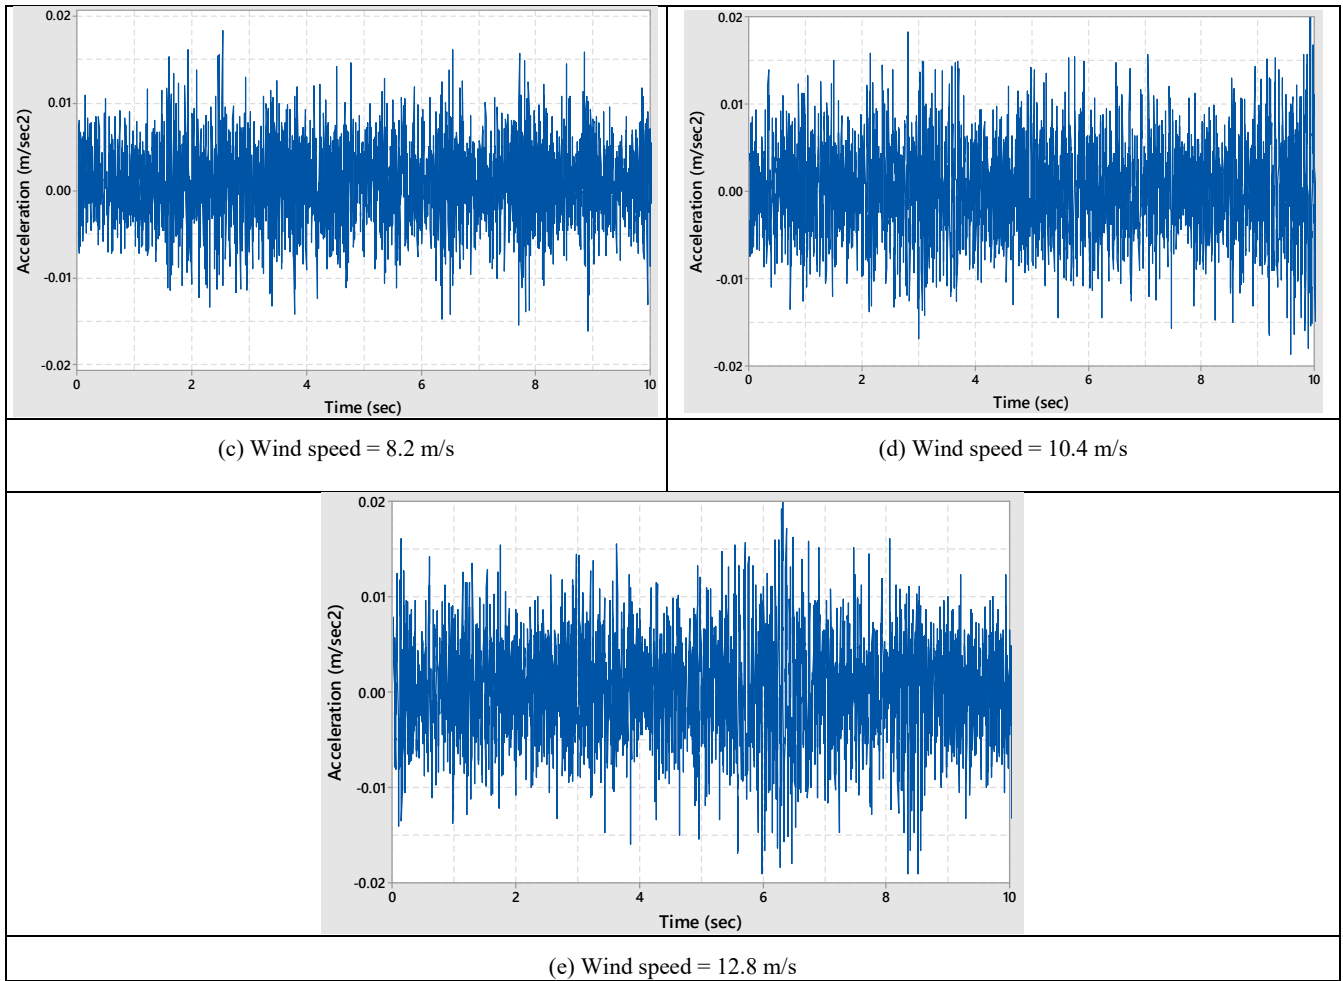 0.02
0.01
0.00
-0.01
-0.02
Acceleration (m/sec2)
0 2 4 6 8 10
Time (sec)
(c) Wind speed = 8.2 m/s
0.02
0.01
0.00
-0.01
-0.02
Acceleration (m/sec2)
0 2 4 6 8 10
Time (sec)
(d) Wind speed = 10.4 m/s
0.02
0.01
0.00
-0.01
-0.02
Acceleration (m/sec2)
0 2 4 6 8 10
Time (sec)
(e) Wind speed = 12.8 m/s